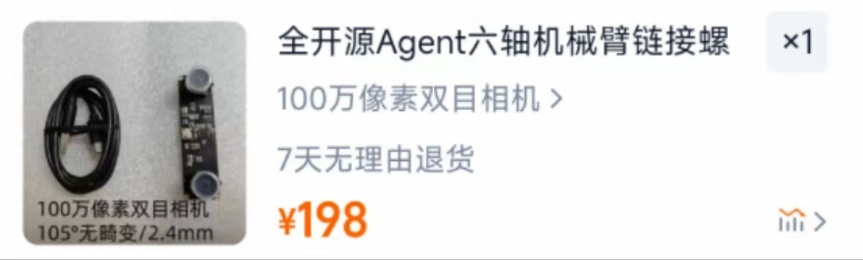 全开源Agent六轴机械臂链接螺
×1
100万像素双目相机 >
7天无理由退货
¥198
100万像素双目相机
105°无畸变/2.4mm